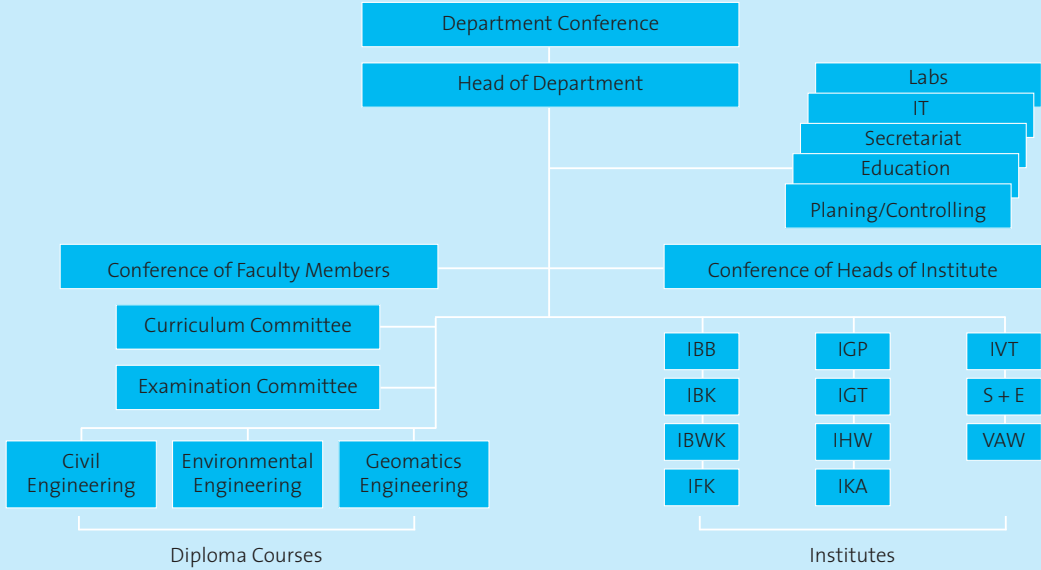 Department Conference
Head of Department
Labs
IT
Secretariat
Education
Planing/Controlling
Conference of Faculty Members
Conference of Heads of Institute
Curriculum Committee
Examination Committee
Civil
Engineering
Environmental
Engineering
Geomatics
Engineering
Diploma Courses
IBB
IBK
IBWK
IFK
IGP
IGT
IHW
IKA
IVT
S + E
VAW
Institutes